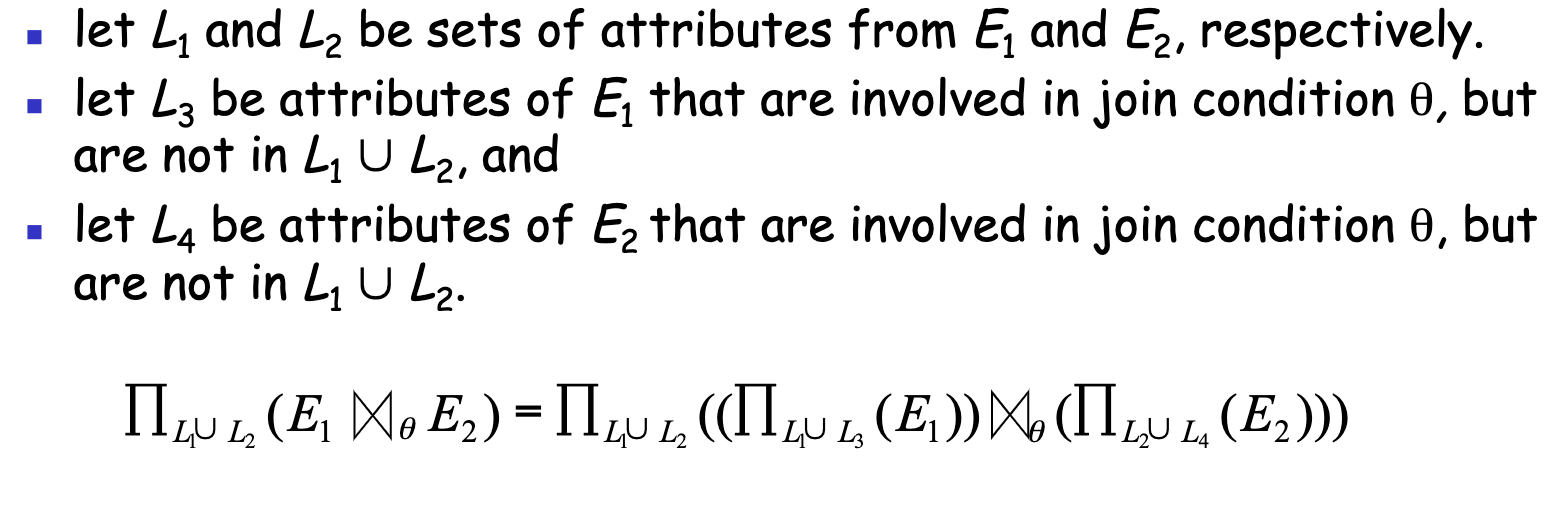 ▪ let L₁ and L₂ be sets of attributes from E₁ and E₂, respectively.
▪ let L₃ be attributes of E₁ that are involved in join condition θ, but
are not in L₁ ∪ L₂, and
▪ let L₄ be attributes of E₂ that are involved in join condition θ, but
are not in L₁ ∪ L₂.
∏_{L₁∪ L₂} (E₁ ⋈_θ E₂) = ∏_{L₁∪ L₂} ((∏_{L₁∪ L₃} (E₁)) ⋈_θ (∏_{L₂∪ L₄} (E₂)))